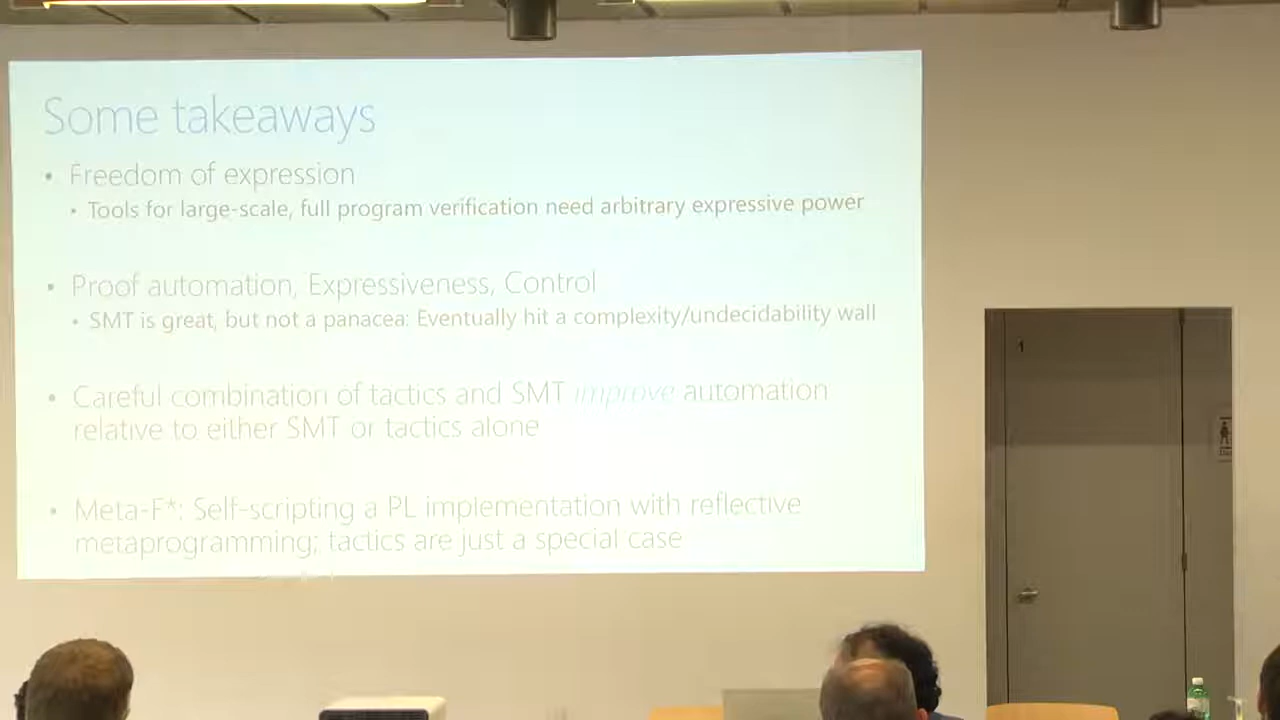 Some takeaways
• Freedom of expression
• Tools for large-scale, full program verification need arbitrary expressive power
• Proof automation, Expressiveness, Control
• SMT is great, but not a panacea: Eventually hit a complexity/undecidability wall
• Careful combination of tactics and SMT improve automation
relative to either SMT or tactics alone
• Meta-F*: Self-scripting a PL implementation with reflective
metaprogramming; tactics are just a special case
1